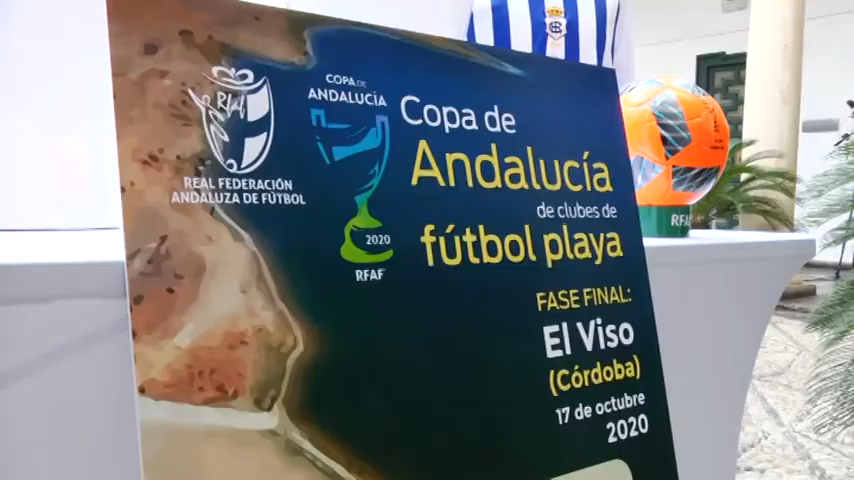 RFAF
REAL FEDERACIÓN
ANDALUZA DE FÚTBOL
COPA DE
ANDALUCÍA
2020
RFAF
Copa de
Andalucía
de clubes de
fútbol playa
FASE FINAL:
El Viso
(Córdoba)
17 de octubre
2020
RFAF